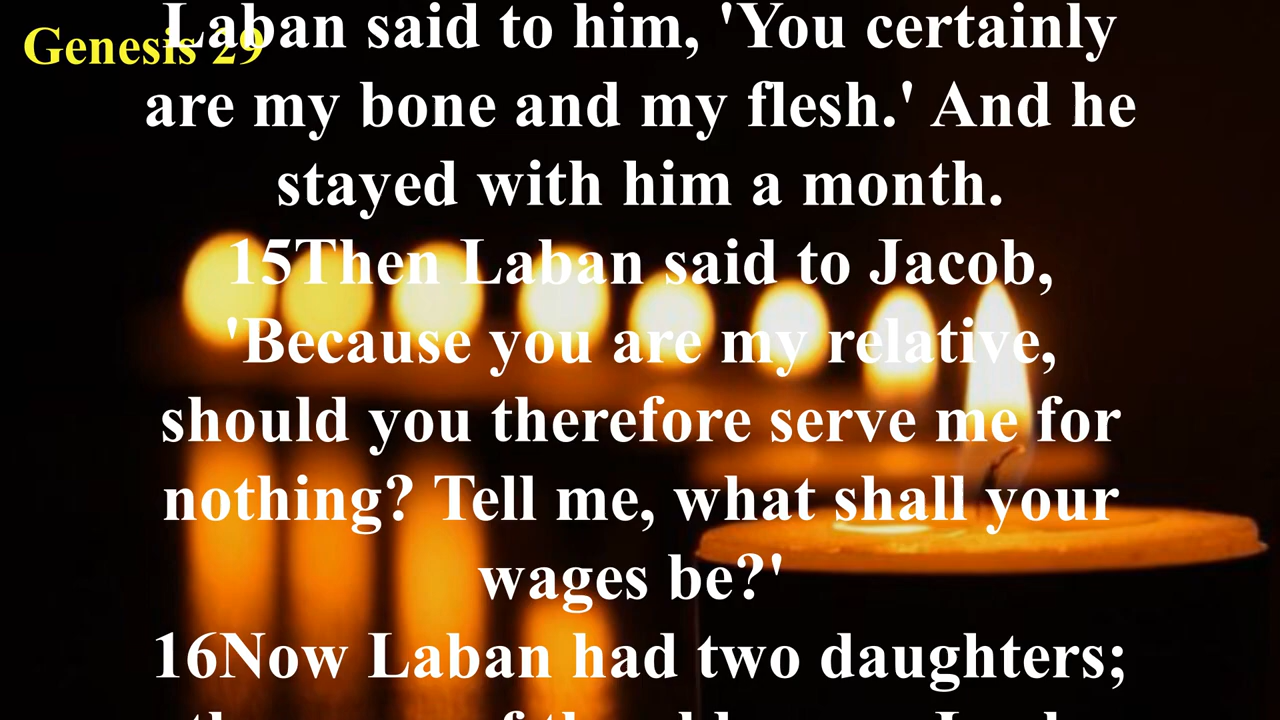 Genesis 29
Laban said to him, 'You certainly
are my bone and my flesh.' And he
stayed with him a month.
15Then Laban said to Jacob,
'Because you are my relative,
should you therefore serve me for
nothing? Tell me, what shall your
wages be?'
16Now Laban had two daughters;